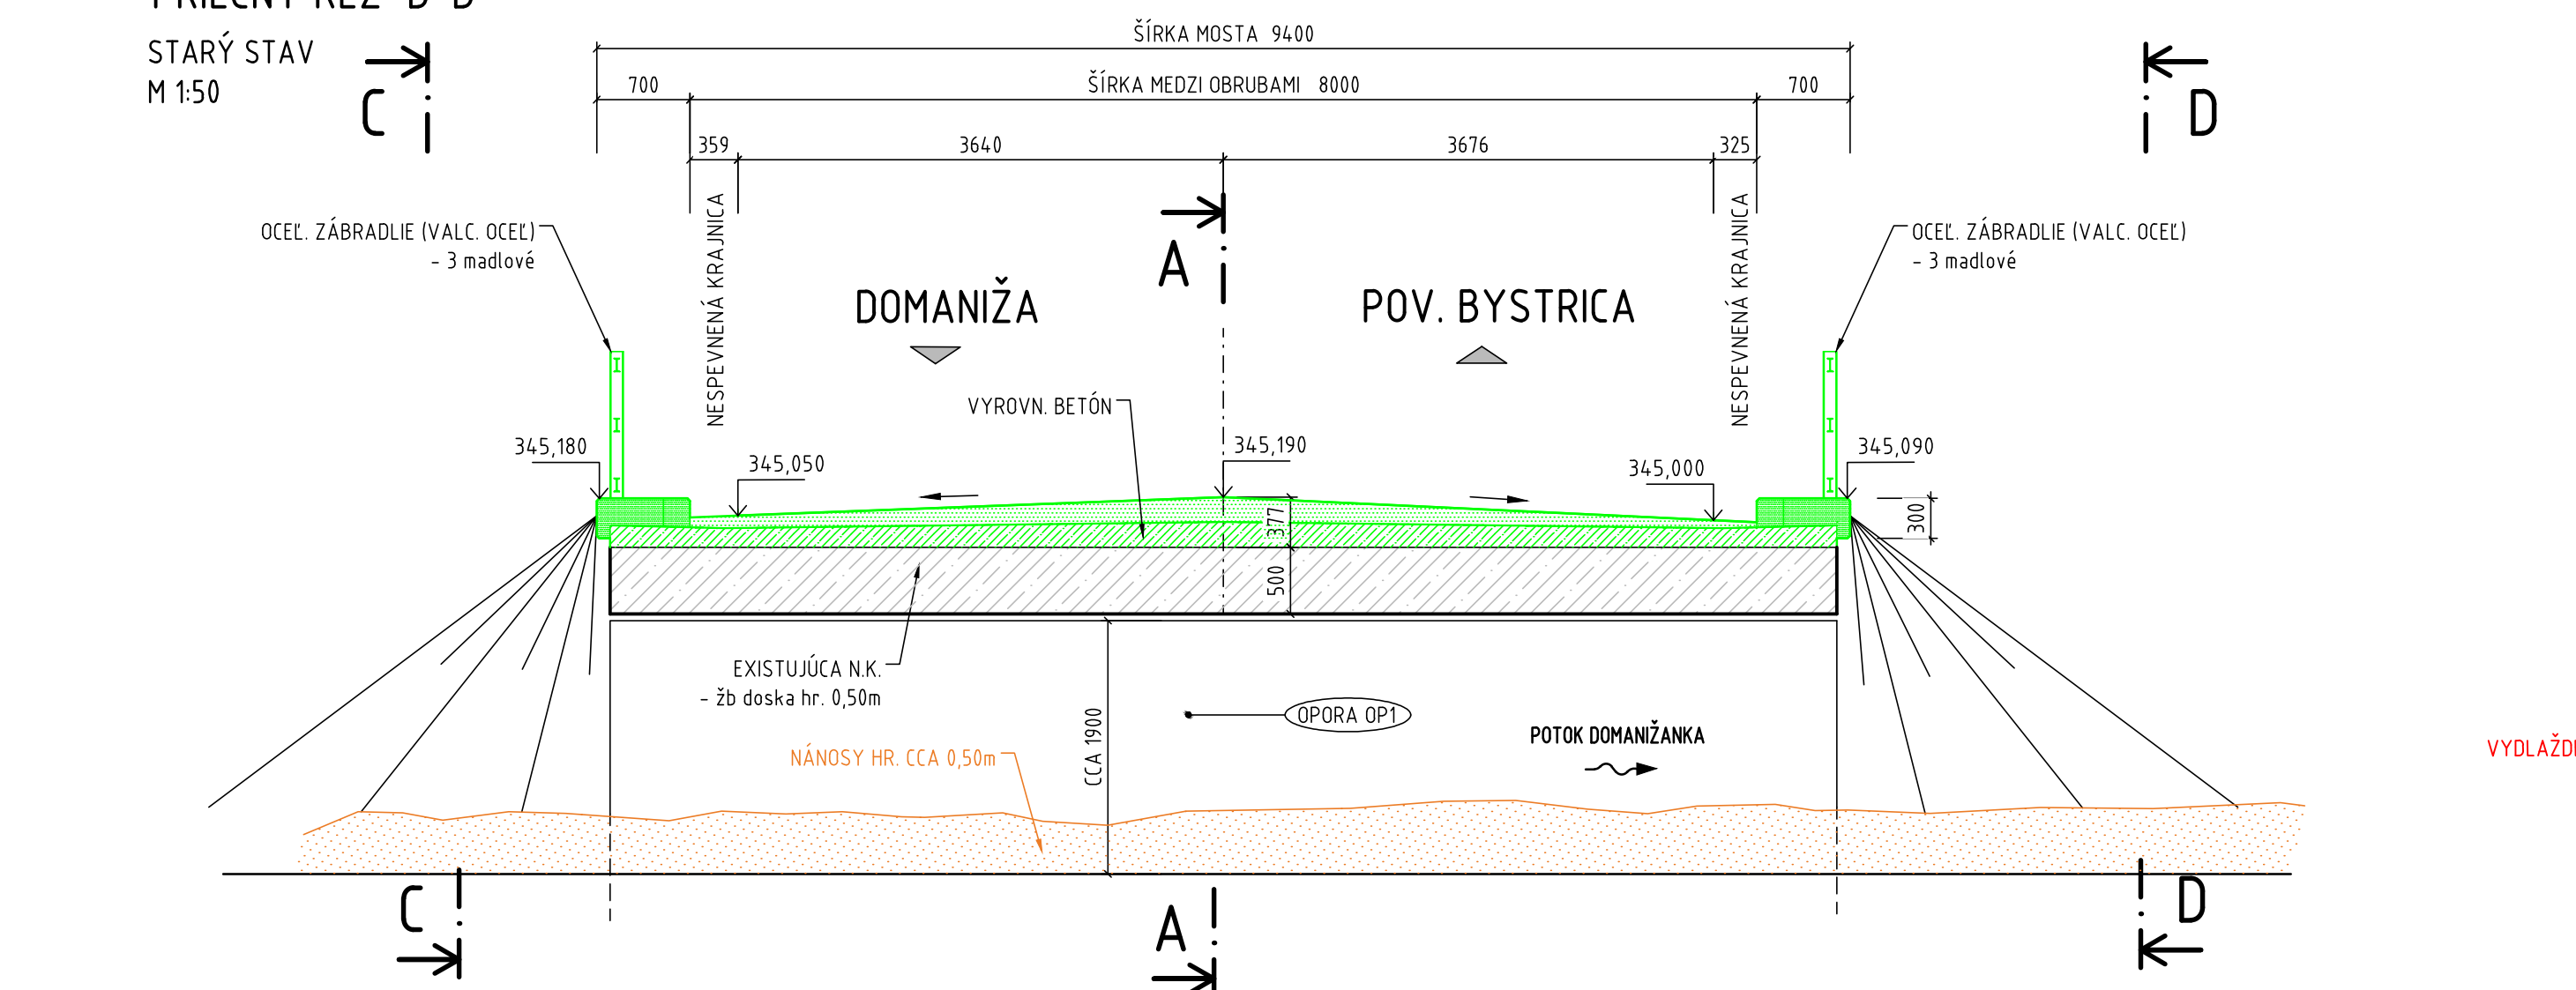 PRIEČNY REZ B-B
STARÝ STAV
M 1:50
C
D
ŠÍRKA MOSTA 9400
700
ŠÍRKA MEDZI OBRUBAMI 8000
700
359
3640
3676
325
NESPEVNENÁ KRAJNICA
NESPEVNENÁ KRAJNICA
OCEĽ. ZÁBRADLIE (VALC. OCEĽ)
- 3 madlové
A
OCEĽ. ZÁBRADLIE (VALC. OCEĽ)
- 3 madlové
DOMANIŽA
POV. BYSTRICA
VYROVN. BETÓN
345,180
345,050
345,190
345,000
345,090
377
300
500
EXISTUJÚCA N.K.
- žb doska hr. 0,50m
CCA 1900
OPORA OP1
POTOK DOMANIŽANKA
NÁNOSY HR. CCA 0,50m
C
A
D